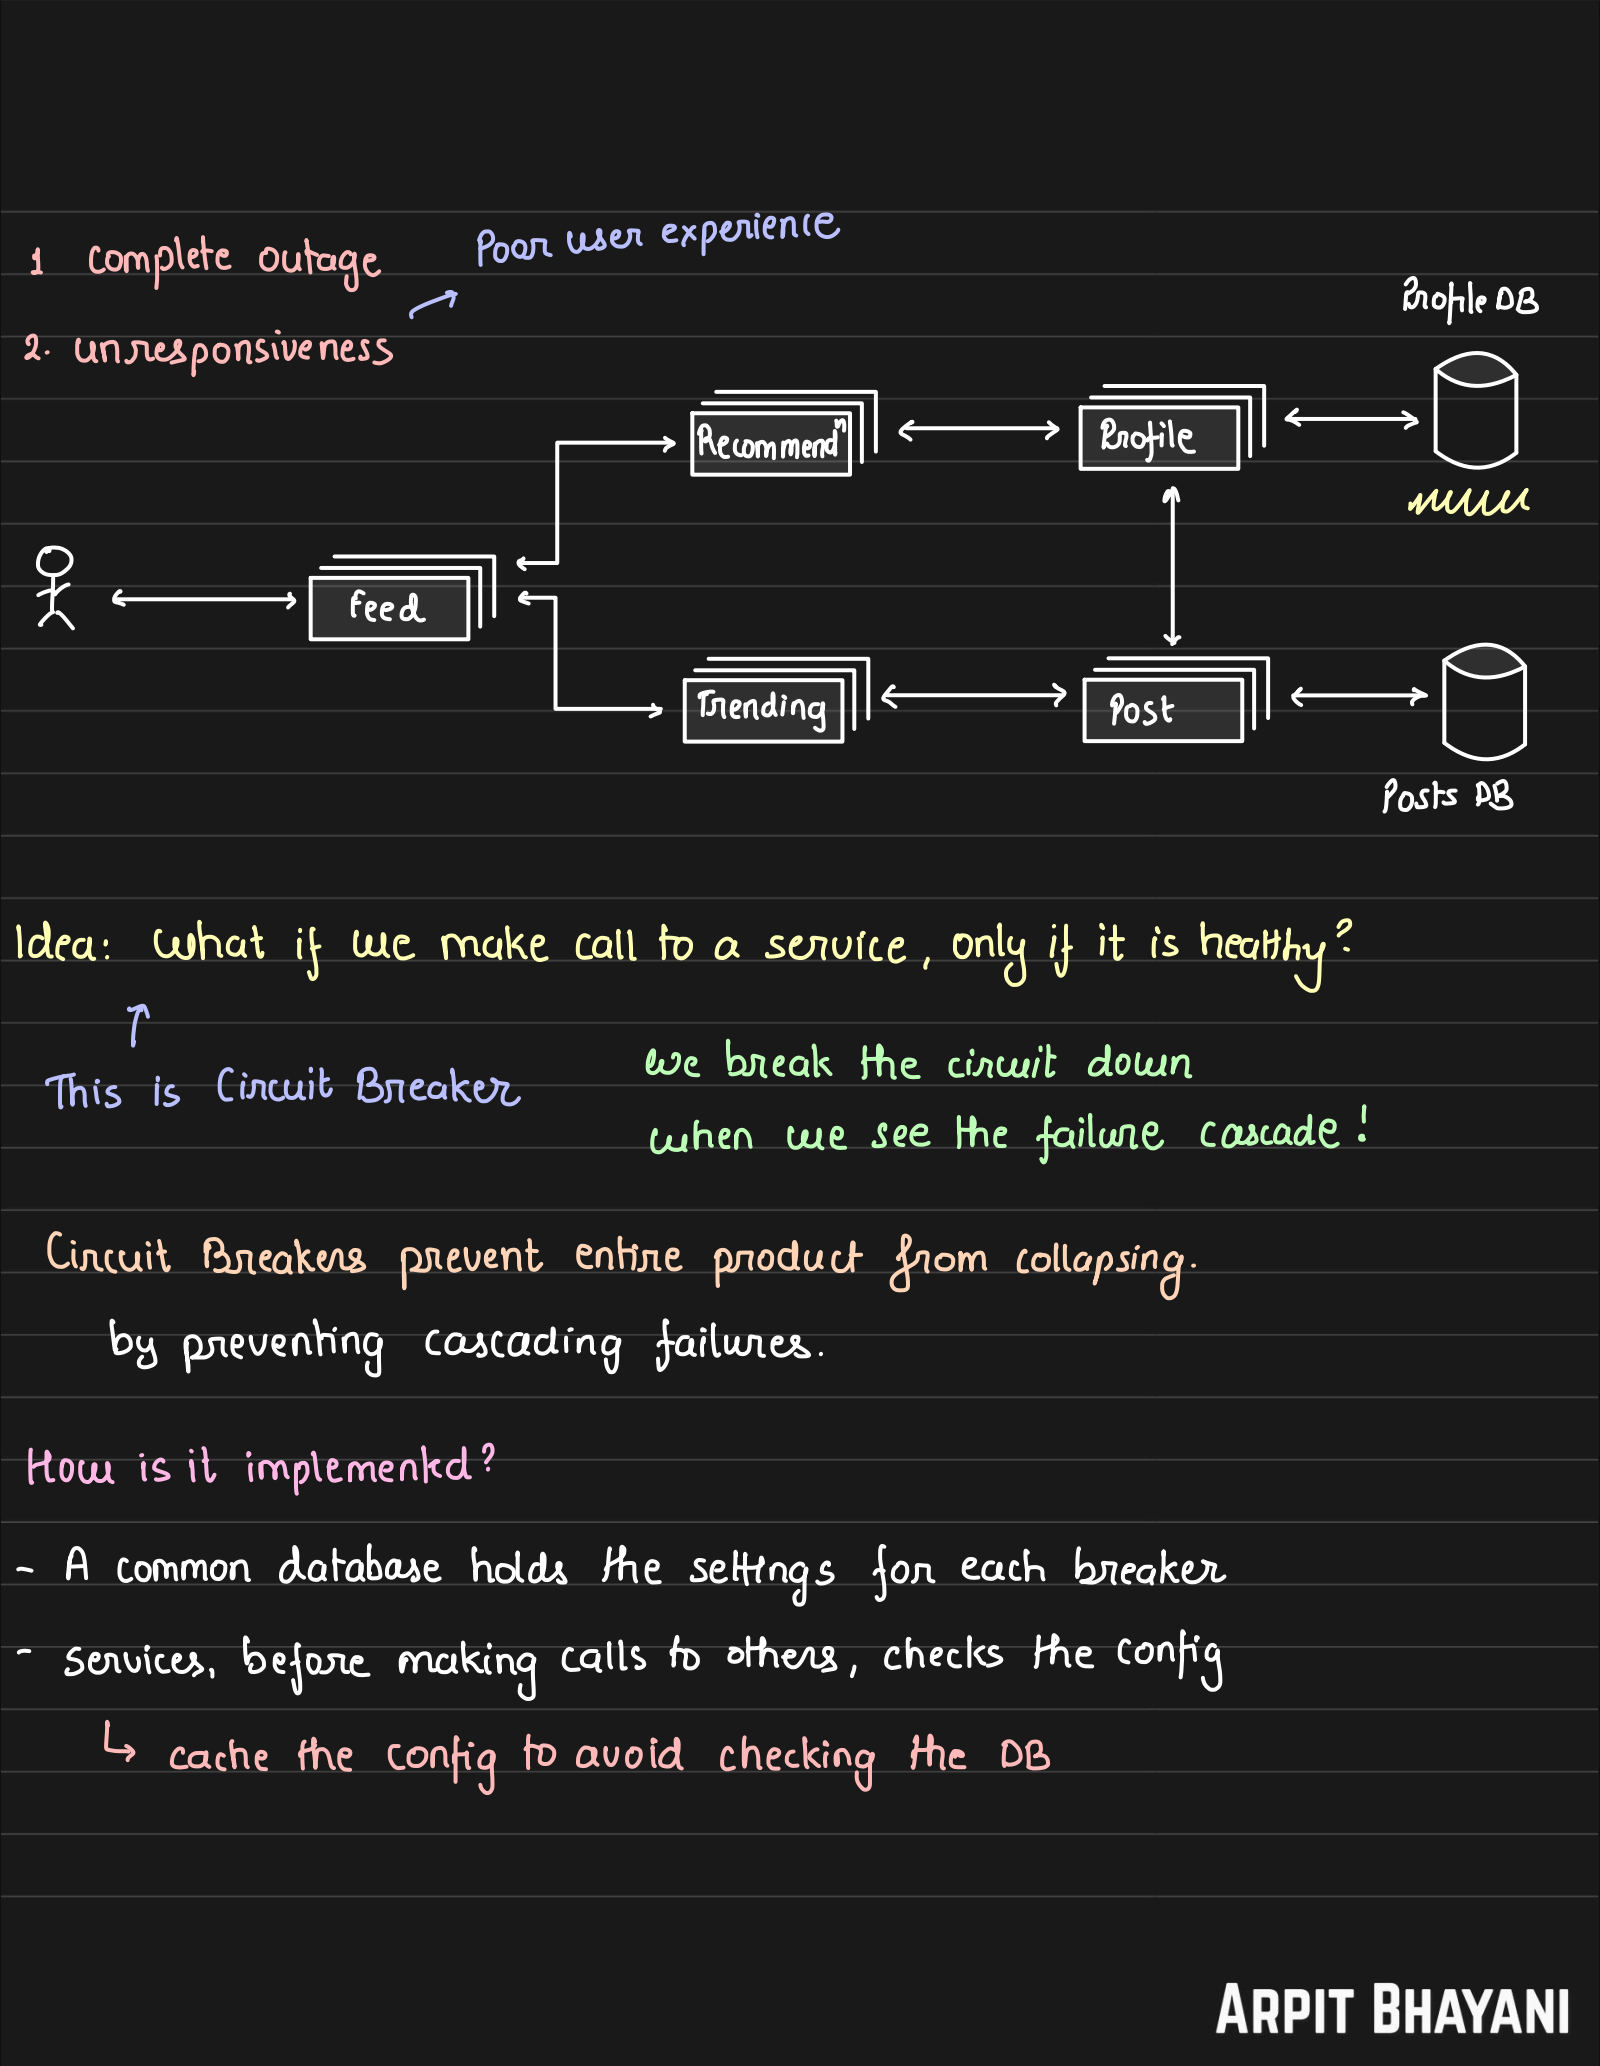 1 complete outage
Poor user experience
2. unresponsiveness
Profile DB
Recommendⁿ
Profile
Feed
Trending
Post
Posts DB
Idea: What if we make call to a service, only if it is healthy?
This is Circuit Breaker
we break the circuit down
when we see the failure cascade!
Circuit Breakers prevent entire product from collapsing.
by preventing cascading failures.
How is it implemented?
- A common database holds the settings for each breaker
- services, before making calls to others, checks the config
↳ cache the config to avoid checking the DB
ARPIT BHAYANI